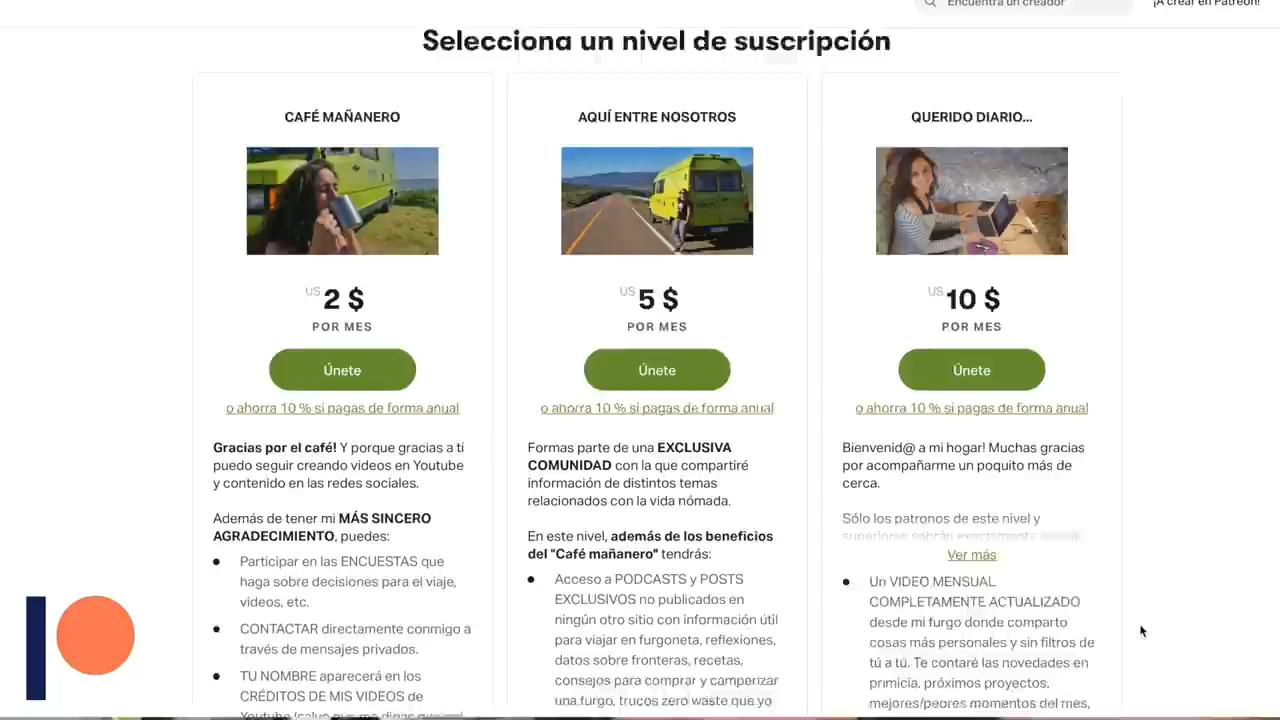 Encuentra un creador
¡A crear en Patreon!
Selecciona un nivel de suscripción
CAFÉ MAÑANERO
US 2 $
POR MES
Únete
o ahorra 10 % si pagas de forma anual
Gracias por el café! Y porque gracias a ti
puedo seguir creando videos en Youtube
y contenido en las redes sociales.
Además de tener mi MÁS SINCERO
AGRADECIMIENTO, puedes:
Participar en las ENCUESTAS que
haga sobre decisiones para el viaje,
videos, etc.
CONTACTAR directamente conmigo a
través de mensajes privados.
TU NOMBRE aparecerá en los
CRÉDITOS DE MIS VIDEOS de
Youtube (salvo que me digas
AQUÍ ENTRE NOSOTROS
US 5 $
POR MES
Únete
o ahorra 10 % si pagas de forma anual
Formas parte de una EXCLUSIVA
COMUNIDAD con la que compartiré
información de distintos temas
relacionados con la vida nómada.
En este nivel, además de los beneficios
del "Café mañanero" tendrás:
Acceso a PODCASTS y POSTS
EXCLUSIVOS no publicados en
ningún otro sitio con información útil
para viajar en furgoneta, reflexiones,
datos sobre fronteras, recetas,
consejos para comprar y camperizar
una furgo, trucos zero waste que yo
QUERIDO DIARIO...
US 10 $
POR MES
Únete
o ahorra 10 % si pagas de forma anual
Bienvenid@ a mi hogar! Muchas gracias
por acompañarme un poquito más de
cerca.
Sólo los patronos de este nivel y
superiores sabrán exactamente
Ver más
Un VIDEO MENSUAL
COMPLETAMENTE ACTUALIZADO
desde mi furgo donde comparto
cosas más personales y sin filtros de
tú a tú. Te contaré las novedades en
primicia, próximos proyectos,
mejores/peores momentos del mes,